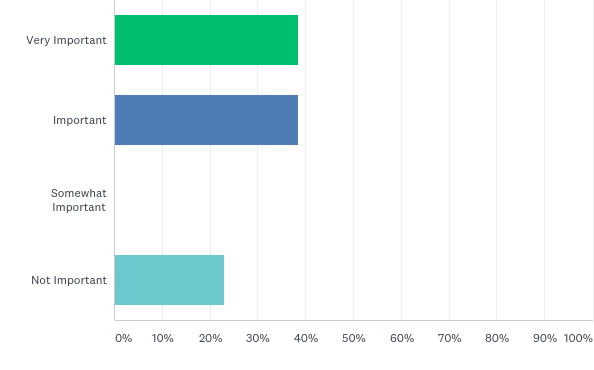 Very Important
Important
Somewhat
Important
Not Important
0% 10% 20% 30% 40% 50% 60% 70% 80% 90% 100%